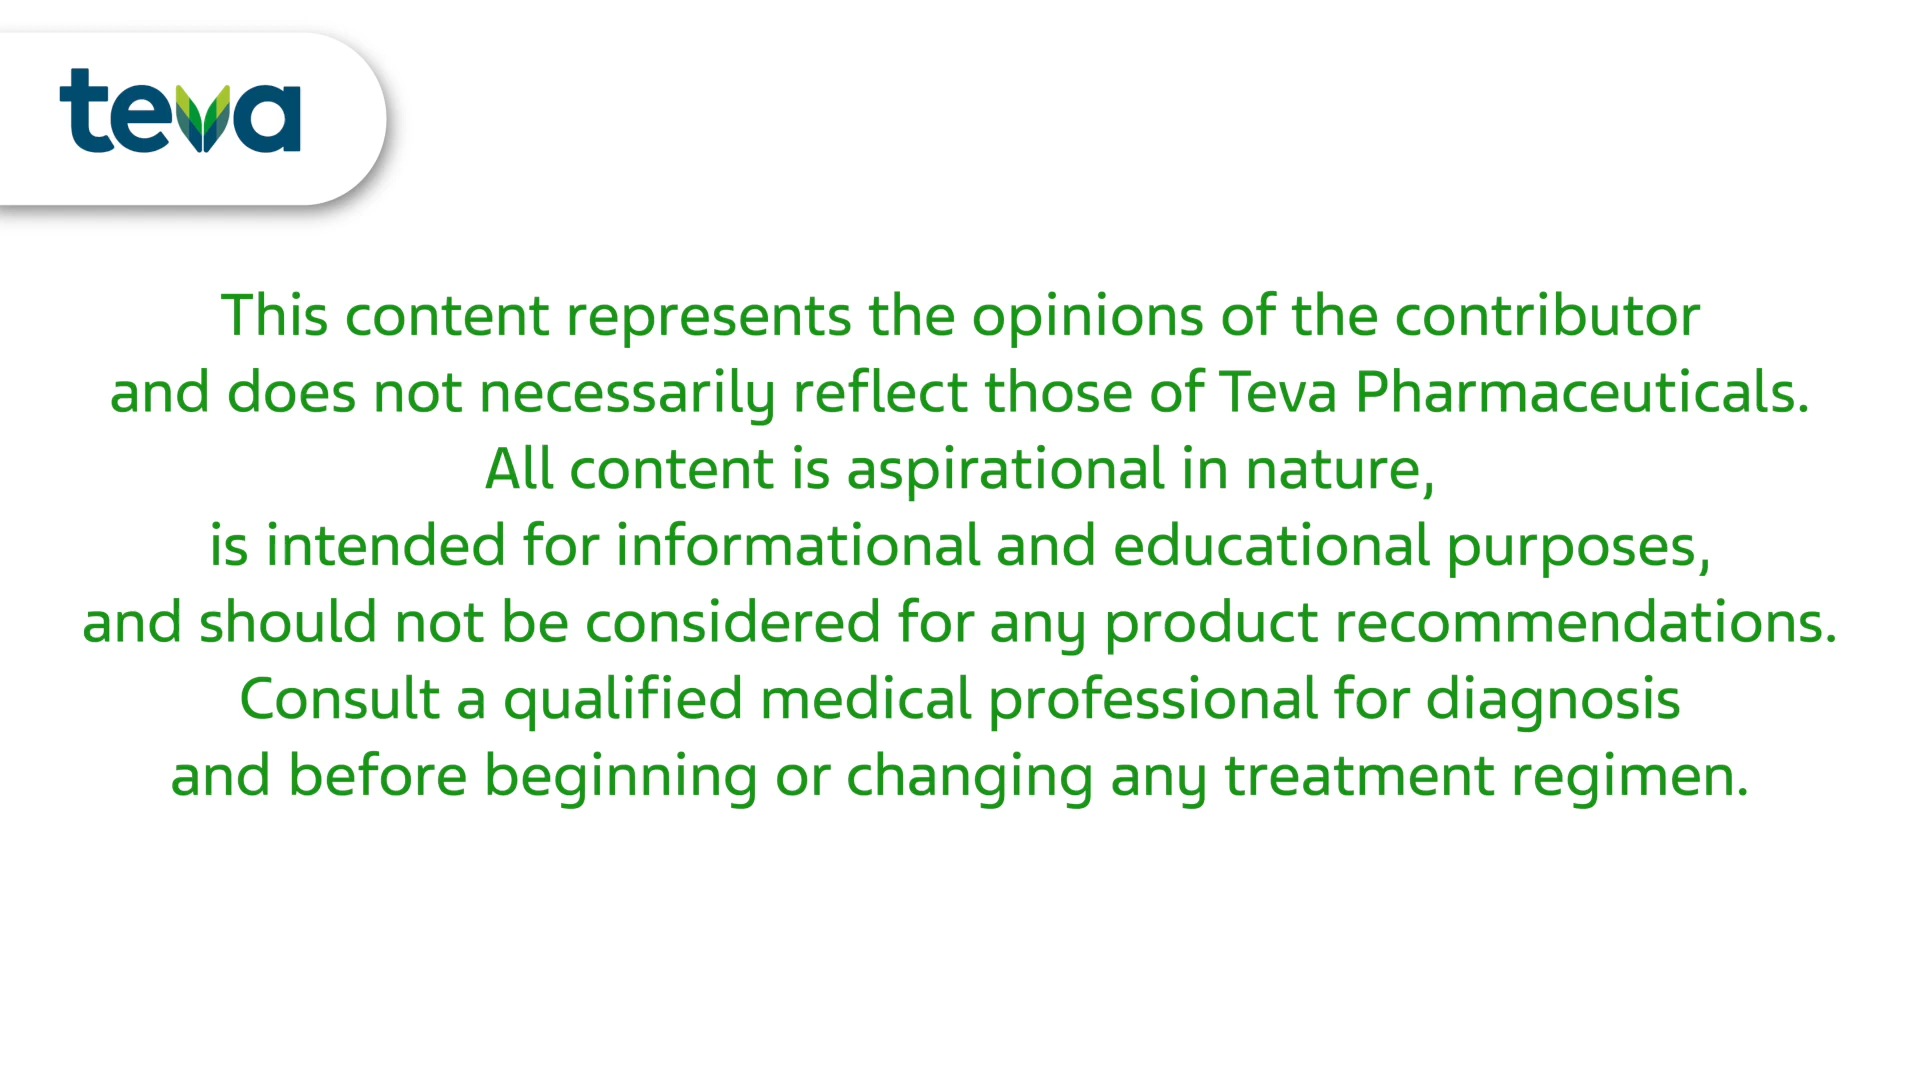 teva
This content represents the opinions of the contributor
and does not necessarily reflect those of Teva Pharmaceuticals.
All content is aspirational in nature,
is intended for informational and educational purposes,
and should not be considered for any product recommendations.
Consult a qualified medical professional for diagnosis
and before beginning or changing any treatment regimen.